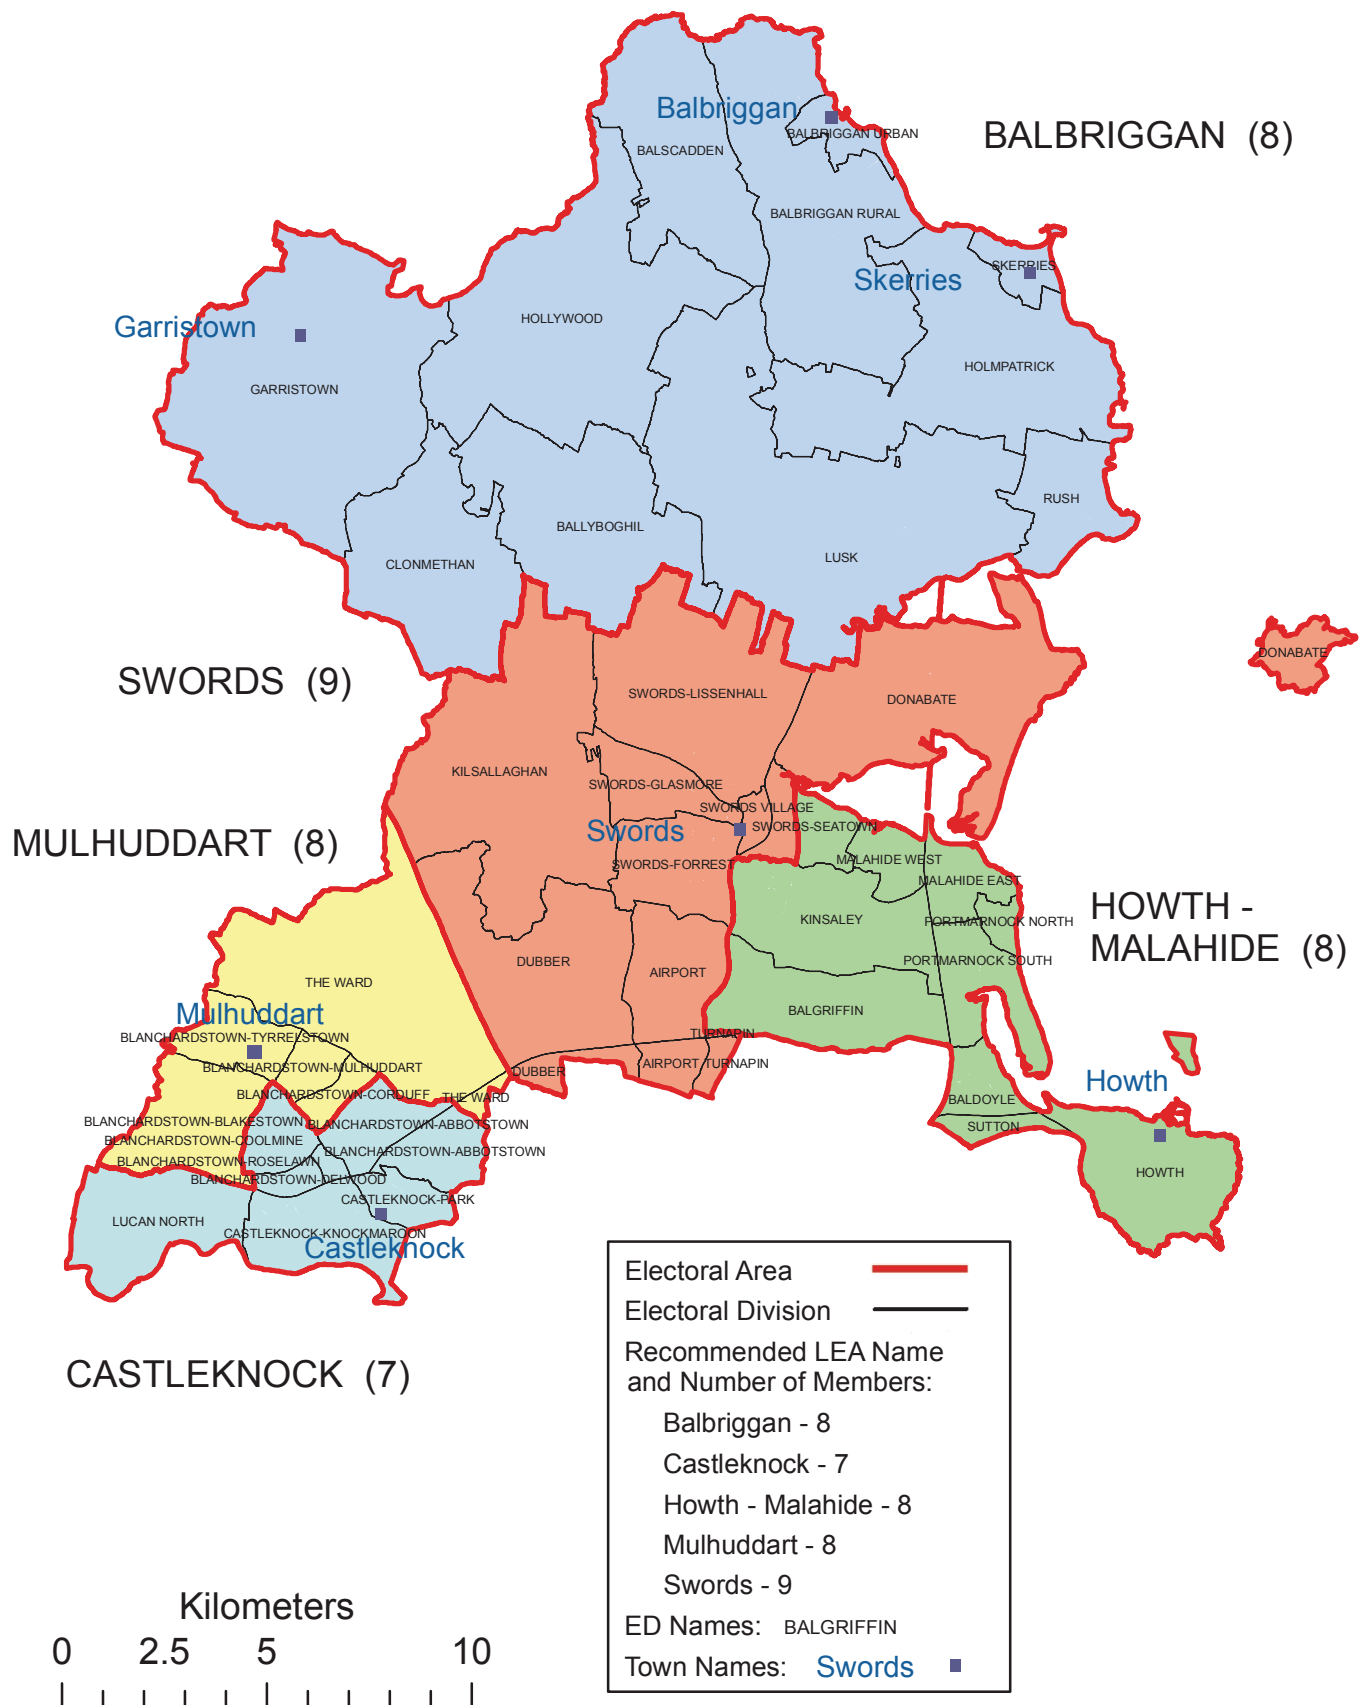 Balbriggan
BALBRIGGAN URBAN
BALBRIGGAN (8)
BALSCADDEN
BALBRIGGAN RURAL
SKERRIES
Skerries
Garristown
HOLLYWOOD
HOLMPATRICK
GARRISTOWN
RUSH
BALLYBOGHIL
LUSK
CLONMETHAN
DONABATE
SWORDS (9)
SWORDS-LISSENHALL
DONABATE
KILSALLAGHAN
SWORDS-GLASMORE
SWORDS VILLAGE
Swords
SWORDS-SEATOWN
MULHUDDART (8)
SWORDS-FORREST
MALAHIDE WEST
MALAHIDE EAST
HOWTH -
MALAHIDE (8)
KINSALEY
PORTMARNOCK NORTH
DUBBER
PORTMARNOCK SOUTH
AIRPORT
THE WARD
BALGRIFFIN
Mulhuddart
BLANCHARDSTOWN-TYRRELSTOWN
TURNAPIN
BLANCHARDSTOWN-MULHUDDART
DUBBER
AIRPORT
TURNAPIN
Howth
BLANCHARDSTOWN-CORDUFF
THE WARD
BALDOYLE
BLANCHARDSTOWN-BLAKESTOWN
BLANCHARDSTOWN-ABBOTSTOWN
SUTTON
BLANCHARDSTOWN-COOLMINE
BLANCHARDSTOWN-ABBOTSTOWN
BLANCHARDSTOWN-ROSELAWN
HOWTH
BLANCHARDSTOWN-DELWOOD
CASTLEKNOCK-PARK
LUCAN NORTH
CASTLEKNOCK-KNOCKMAROON
Castleknock
CASTLEKNOCK (7)
Electoral Area
Electoral Division
Recommended LEA Name
and Number of Members:
Balbriggan - 8
Castleknock - 7
Howth - Malahide - 8
Mulhuddart - 8
Swords - 9
ED Names: BALGRIFFIN
Town Names: Swords
Kilometers
0 2.5 5 10